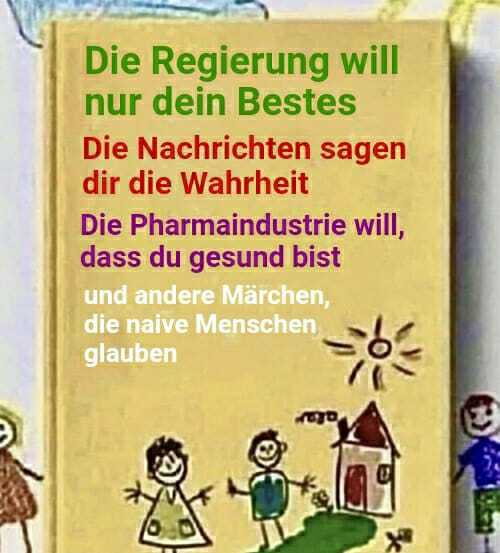 Die Regierung will
nur dein Bestes
Die Nachrichten sagen
dir die Wahrheit
Die Pharmaindustrie will,
dass du gesund bist
und andere Märchen,
die naive Menschen
glauben